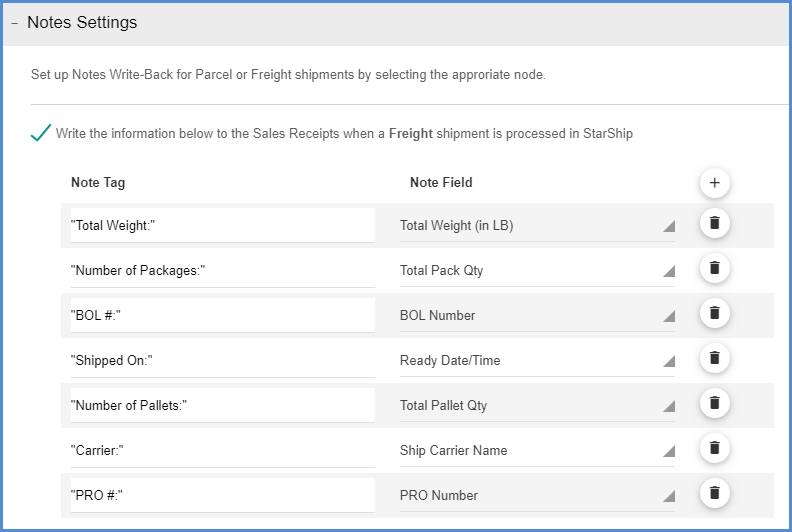 Notes Settings
Set up Notes Write-Back for Parcel or Freight shipments by selecting the approriate node.
Write the information below to the Sales Receipts when a Freight shipment is processed in StarShip
Note Tag Note Field
"Total Weight:" Total Weight (in LB)
"Number of Packages:" Total Pack Qty
"BOL #:" BOL Number
"Shipped On:" Ready Date/Time
"Number of Pallets:" Total Pallet Qty
"Carrier:" Ship Carrier Name
"PRO #:" PRO Number